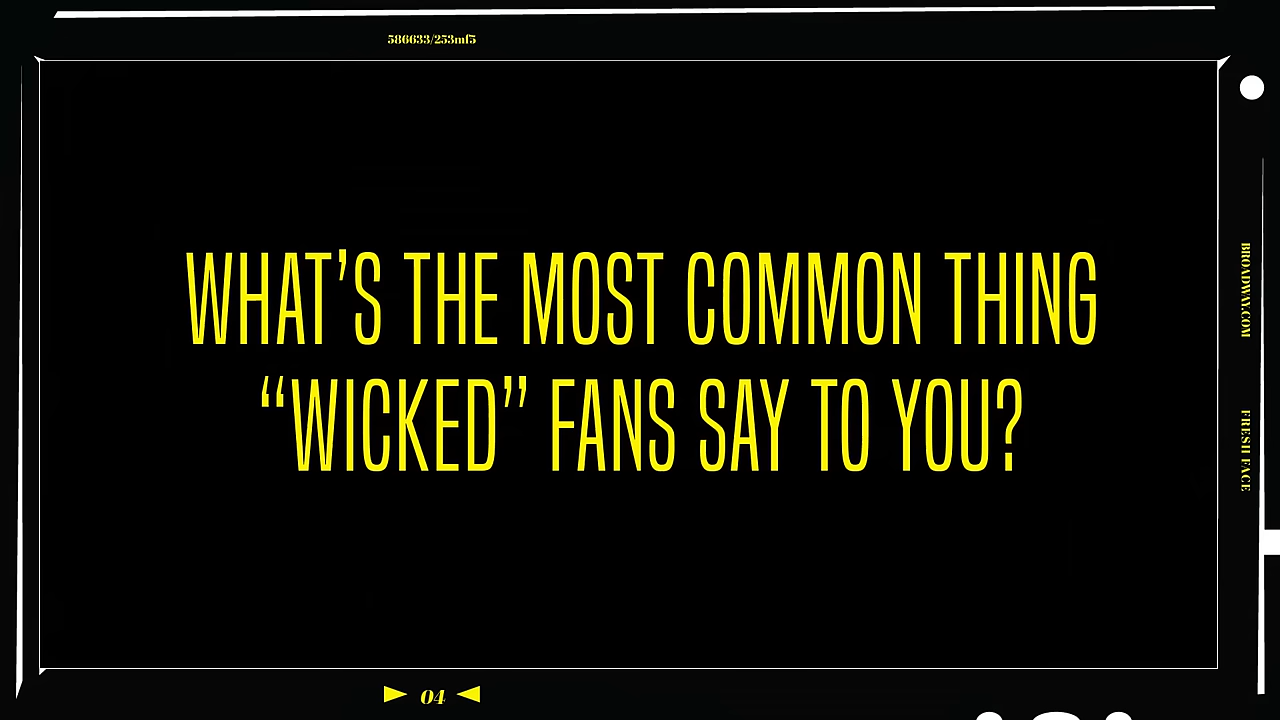 586633/253mf5
WHAT’S THE MOST COMMON THING
“WICKED” FANS SAY TO YOU?
BROADWAY.COM
FRESH FACE
04